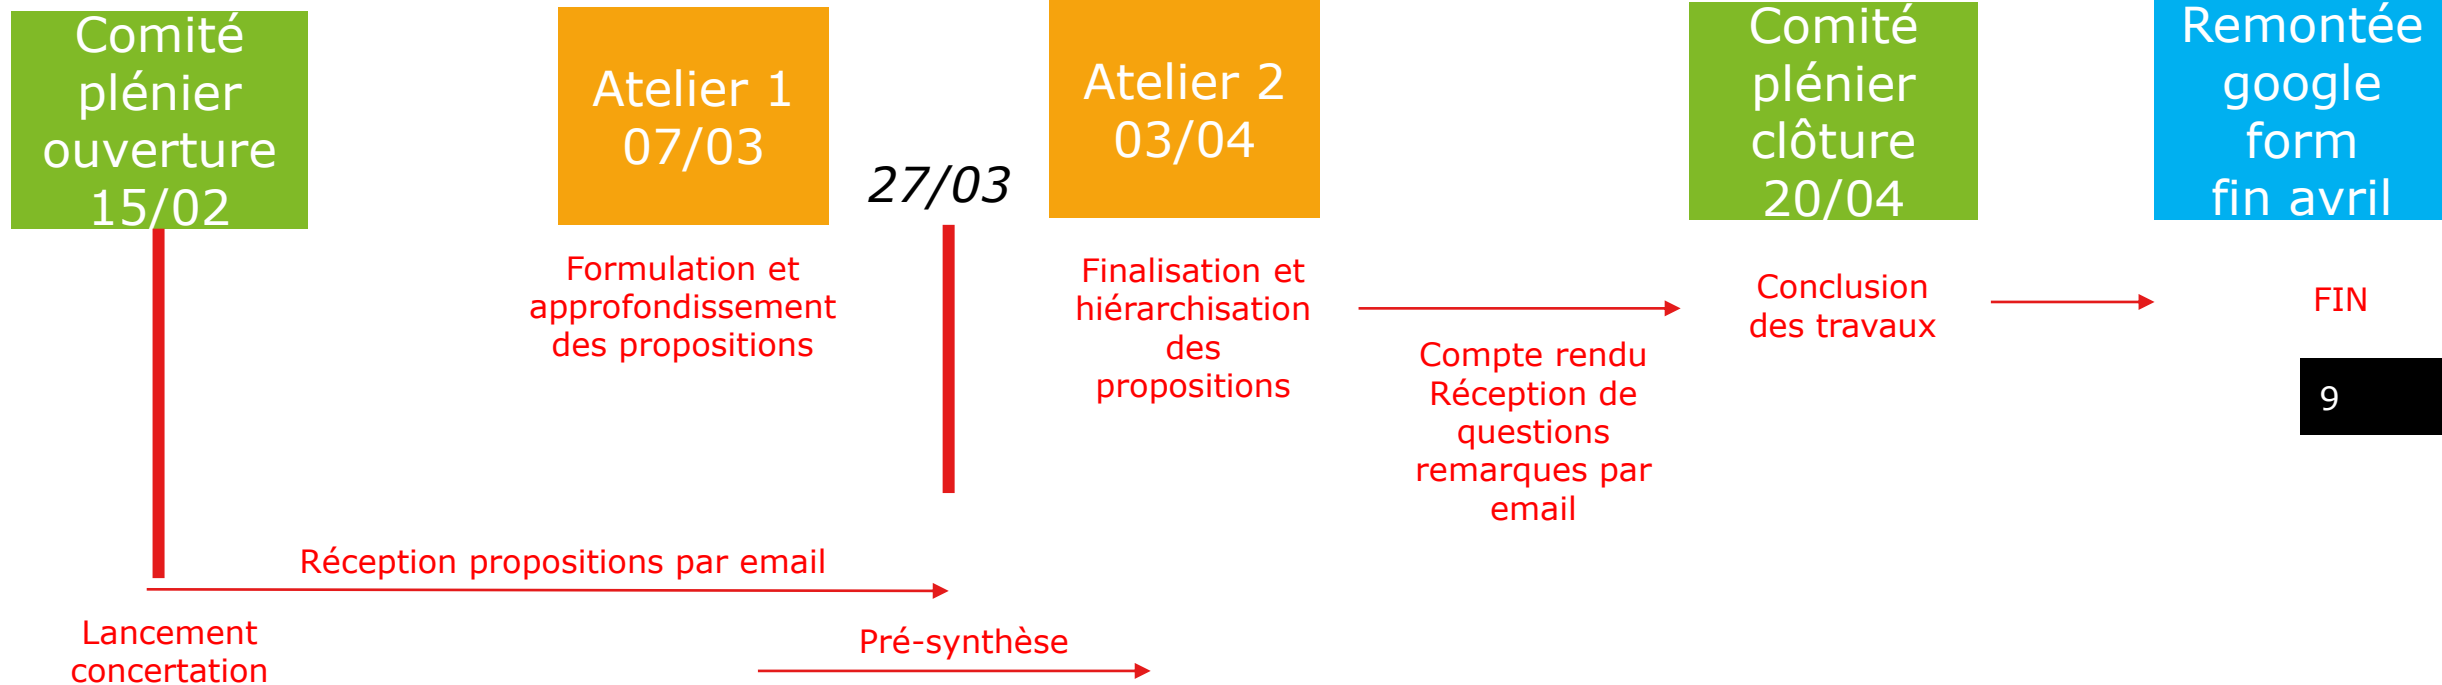 Comité
plénier
ouverture
15/02
Atelier 1
07/03
27/03
Atelier 2
03/04
Comité
plénier
clôture
20/04
Remontée
google
form
fin avril
Formulation et
approfondissement
des propositions
Finalisation et
hiérarchisation
des
propositions
Compte rendu
Réception de
questions
remarques par
email
Conclusion
des travaux
FIN
9
Réception propositions par email
Lancement
concertation
Pré-synthèse